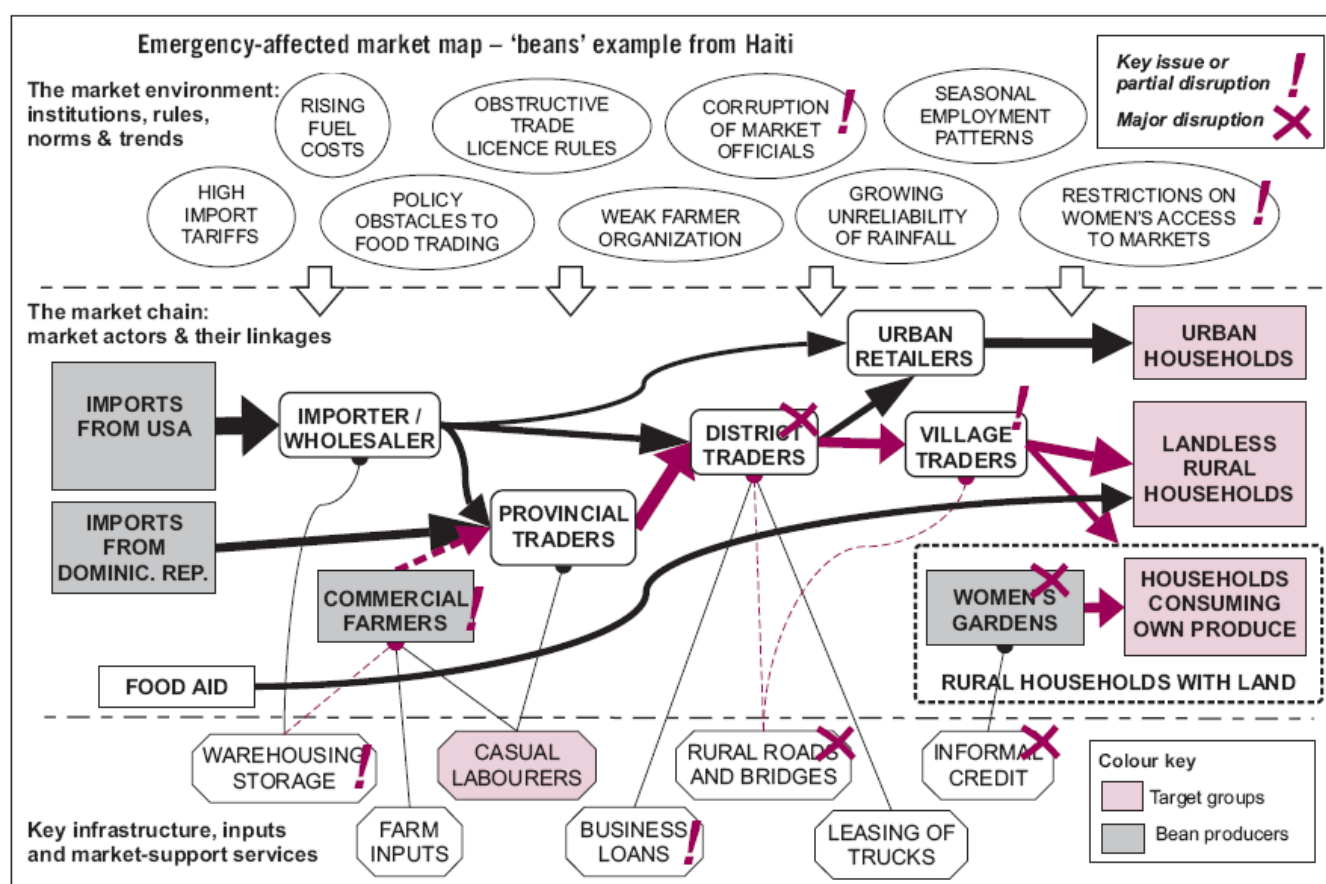 Emergency-affected market map – ‘beans’ example from Haiti
Key issue or
partial disruption
Major disruption
The market environment:
institutions, rules,
norms & trends
RISING
FUEL
COSTS
OBSTRUCTIVE
TRADE
LICENCE RULES
CORRUPTION
OF MARKET
OFFICIALS
SEASONAL
EMPLOYMENT
PATTERNS
HIGH
IMPORT
TARIFFS
POLICY
OBSTACLES TO
FOOD TRADING
WEAK FARMER
ORGANIZATION
GROWING
UNRELIABILITY
OF RAINFALL
RESTRICTIONS ON
WOMEN'S ACCESS
TO MARKETS
The market chain:
market actors & their linkages
IMPORTS
FROM USA
IMPORTER /
WHOLESALER
URBAN
RETAILERS
URBAN
HOUSEHOLDS
DISTRICT
TRADERS
VILLAGE
TRADERS
LANDLESS
RURAL
HOUSEHOLDS
IMPORTS
FROM
DOMINIC. REP.
PROVINCIAL
TRADERS
COMMERCIAL
FARMERS
WOMEN'S
GARDENS
HOUSEHOLDS
CONSUMING
OWN PRODUCE
RURAL HOUSEHOLDS WITH LAND
FOOD AID
WAREHOUSING
STORAGE
CASUAL
LABOURERS
RURAL ROADS
AND BRIDGES
INFORMAL
CREDIT
FARM
INPUTS
BUSINESS
LOANS
LEASING OF
TRUCKS
Key infrastructure, inputs
and market-support services
Colour key
Target groups
Bean producers